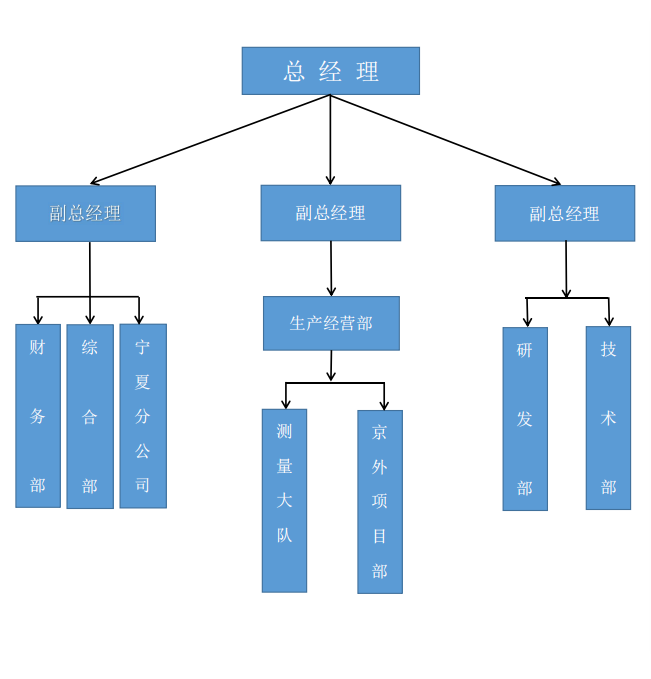 总 经 理
副总经理
副总经理
副总经理
生产经营部
财务部
综合部
宁夏分公司
测量大队
京外项目部
研发部
技术部